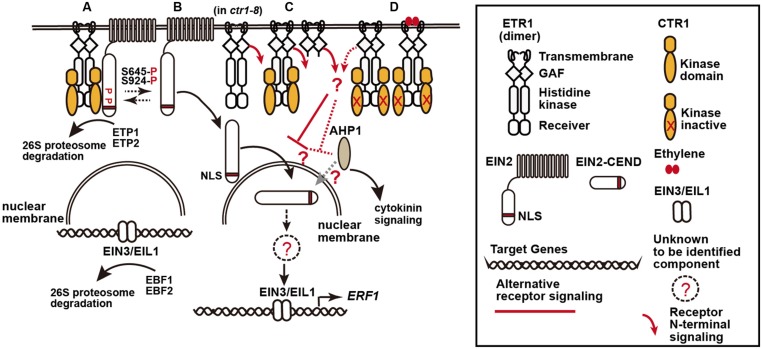 A
B
(in ctr1-8)
C
D
S645-P
S924-P
P
P
P
ETP1
ETP2
26S proteosome
degradation
X
X
X
X
?
?
?
AHP1
NLS
cytokinin
signaling
nuclear
membrane
nuclear
membrane
EIN3/EIL1
?
EBF1
EBF2
26S proteosome
degradation
EIN3/EIL1
ERF1
ETR1
(dimer)
CTR1
Transmembrane
GAF
Histidine
kinase
Receiver
Kinase
domain
X
Kinase
inactive
EIN2
EIN2-CEND
NLS
Ethylene
EIN3/EIL1
Target Genes
Unknown
to be identified
component
?
Alternative
receptor signaling
Receptor
N-terminal
signaling